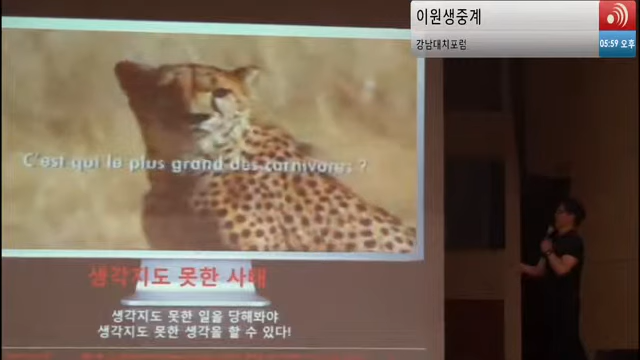 이원생중계
강남대치포럼
05:59 오후
C'est qui le plus grand des carnivores ?
생각지도 못한 사태
생각지도 못한 일을 당해봐야
생각지도 못한 생각을 할 수 있다!